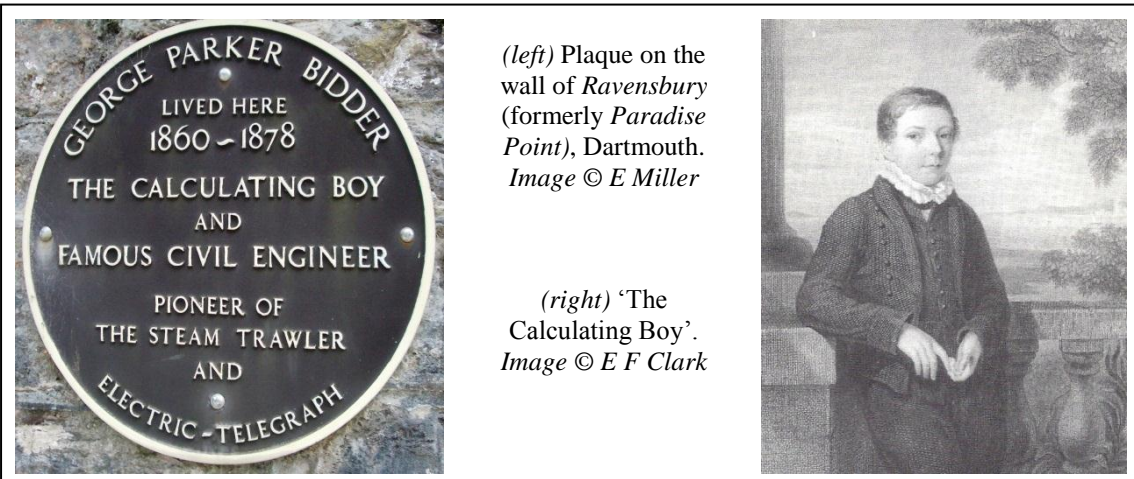 GEORGE PARKER BIDDER
LIVED HERE
1860~1878
THE CALCULATING BOY
AND
FAMOUS CIVIL ENGINEER
PIONEER OF
THE STEAM TRAWLER
AND
ELECTRIC-TELEGRAPH
(left) Plaque on the
wall of Ravensbury
(formerly Paradise
Point), Dartmouth.
Image © E Miller
(right) ‘The
Calculating Boy’.
Image © E F Clark